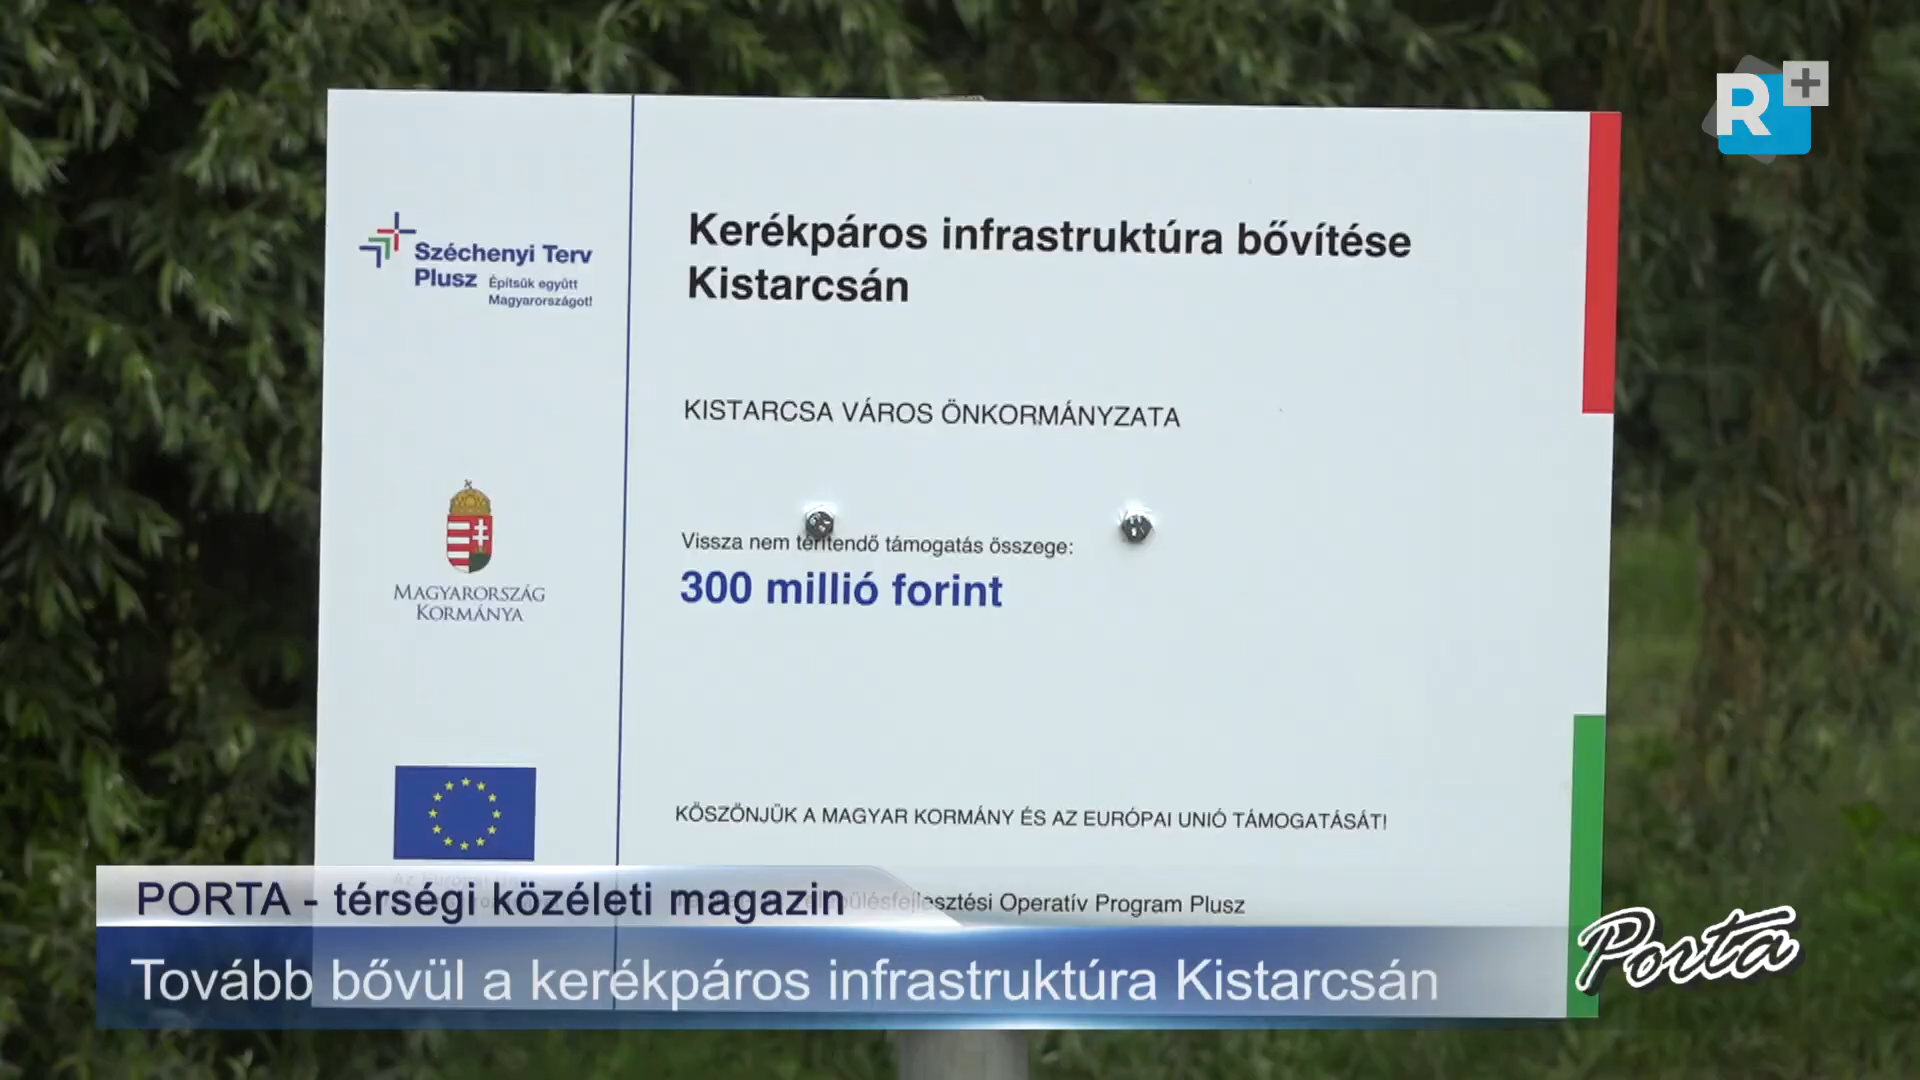 R+
Széchenyi Terv
Plusz Építsük együtt
Magyarországot!
Kerékpáros infrastruktúra bővítése
Kistarcsán
KISTARCSA VÁROS ÖNKORMÁNYZATA
Vissza nem térítendő támogatás összege:
300 millió forint
MAGYARORSZÁG
KORMÁNYA
KÖSZÖNJÜK A MAGYAR KORMÁNY ÉS AZ EURÓPAI UNIÓ TÁMOGATÁSÁT!
Operatív Program Plusz
PORTA - térségi közéleti magazin
Tovább bővül a kerékpáros infrastruktúra Kistarcsán
Porta